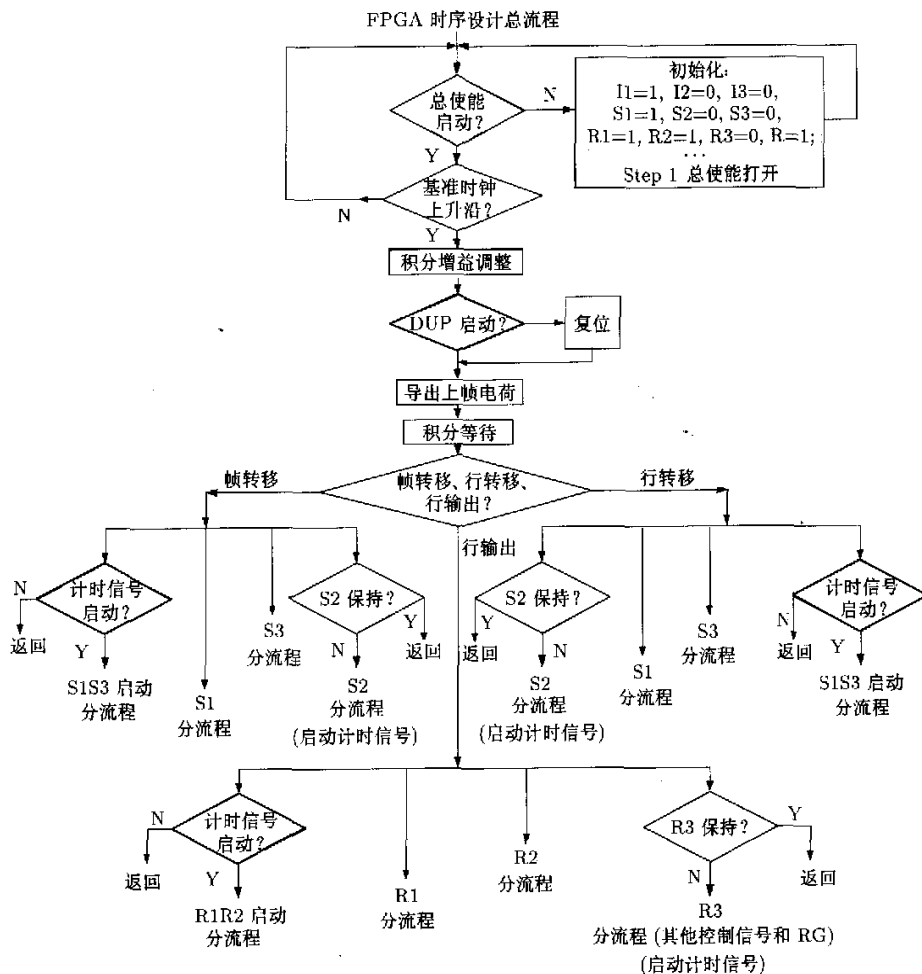 FPGA 时序设计总流程
总使能
启动?
N
Y
初始化:
I1=1, I2=0, I3=0,
S1=1, S2=0, S3=0,
R1=1, R2=1, R3=0, R=1;
...
Step 1 总使能打开
基准时钟
上升沿?
N
Y
积分增益调整
DUP 启动?
复位
导出上帧电荷
积分等待
帧转移、行转移、
行输出?
帧转移
行转移
行输出
计时信号
启动?
N
返回
Y
S1S3 启动
分流程
S1
分流程
S3
分流程
S2 保持?
Y
返回
N
S2
分流程
(启动计时信号)
S2 保持?
Y
返回
N
S2
分流程
(启动计时信号)
S1
分流程
S3
分流程
计时信号
启动?
N
返回
Y
S1S3 启动
分流程
计时信号
启动?
N
返回
Y
R1R2 启动
分流程
R1
分流程
R2
分流程
R3 保持?
Y
返回
N
R3
分流程 (其他控制信号和 RG)
(启动计时信号)